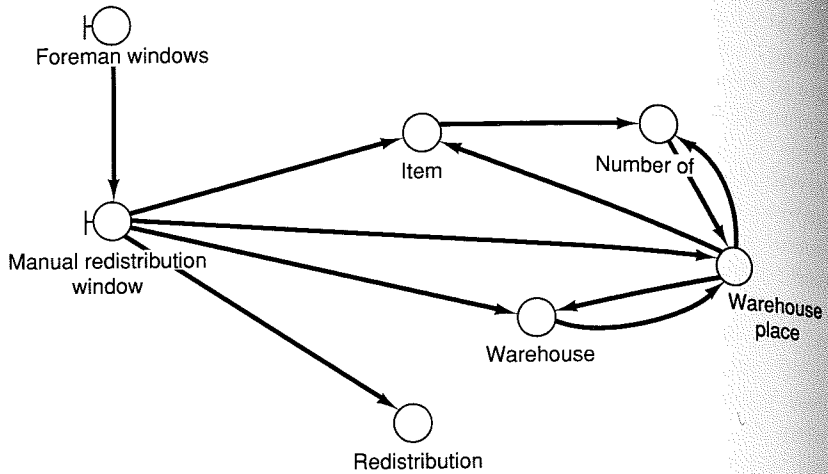 Foreman windows
Item
Number of
Manual redistribution
window
Warehouse
place
Warehouse
Redistribution